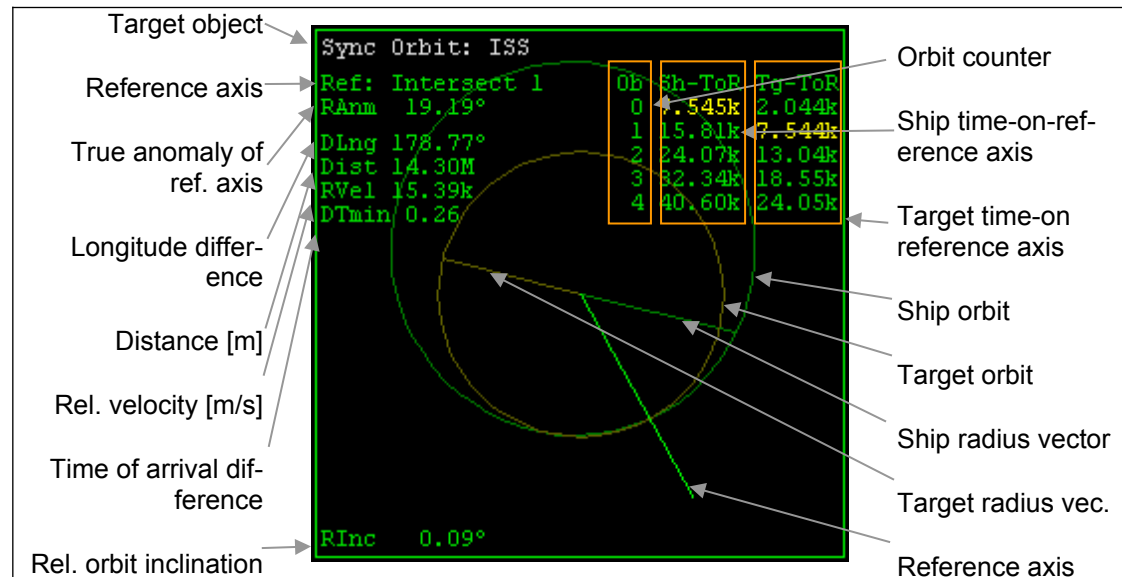 Target object
Reference axis
True anomaly of
ref. axis
Longitude differ-
ence
Distance [m]
Rel. velocity [m/s]
Time of arrival dif-
ference
Rel. orbit inclination
Sync Orbit: ISS
Ref: Intersect 1 Ob Sh-ToR Tg-ToR
RAnm 19.19° 0 7.545k 2.044k
1 15.81k 7.544k
DLng 178.77° 2 24.07k 13.04k
Dist 14.30M 3 32.34k 18.55k
RVel 15.39k 4 40.60k 24.05k
DTmin 0.26
RInc 0.09°
Orbit counter
Ship time-on-ref-
erence axis
Target time-on
reference axis
Ship orbit
Target orbit
Ship radius vector
Target radius vec.
Reference axis